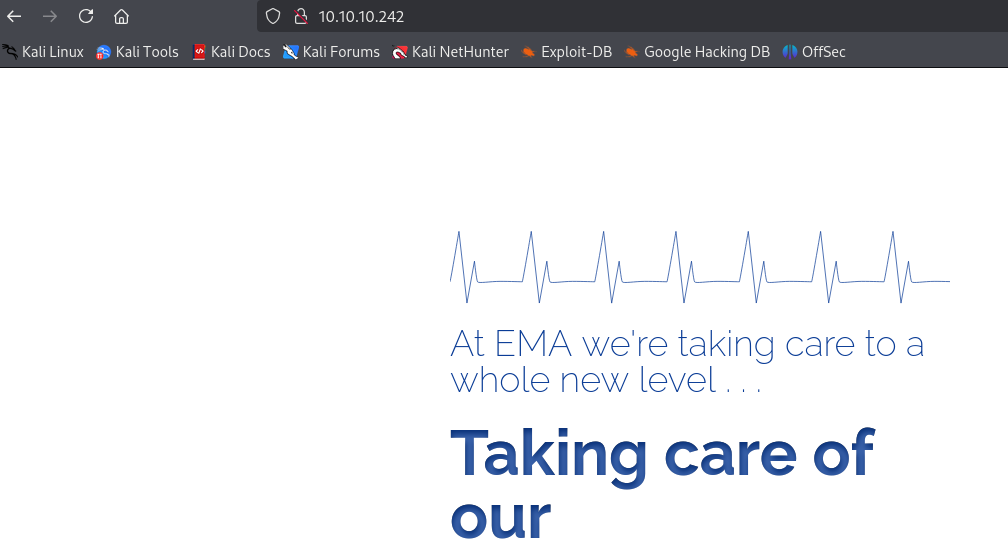 10.10.10.242
Kali Linux Kali Tools Kali Docs Kali Forums Kali NetHunter Exploit-DB Google Hacking DB OffSec
At EMA we're taking care to a
whole new level . . .
Taking care of
our